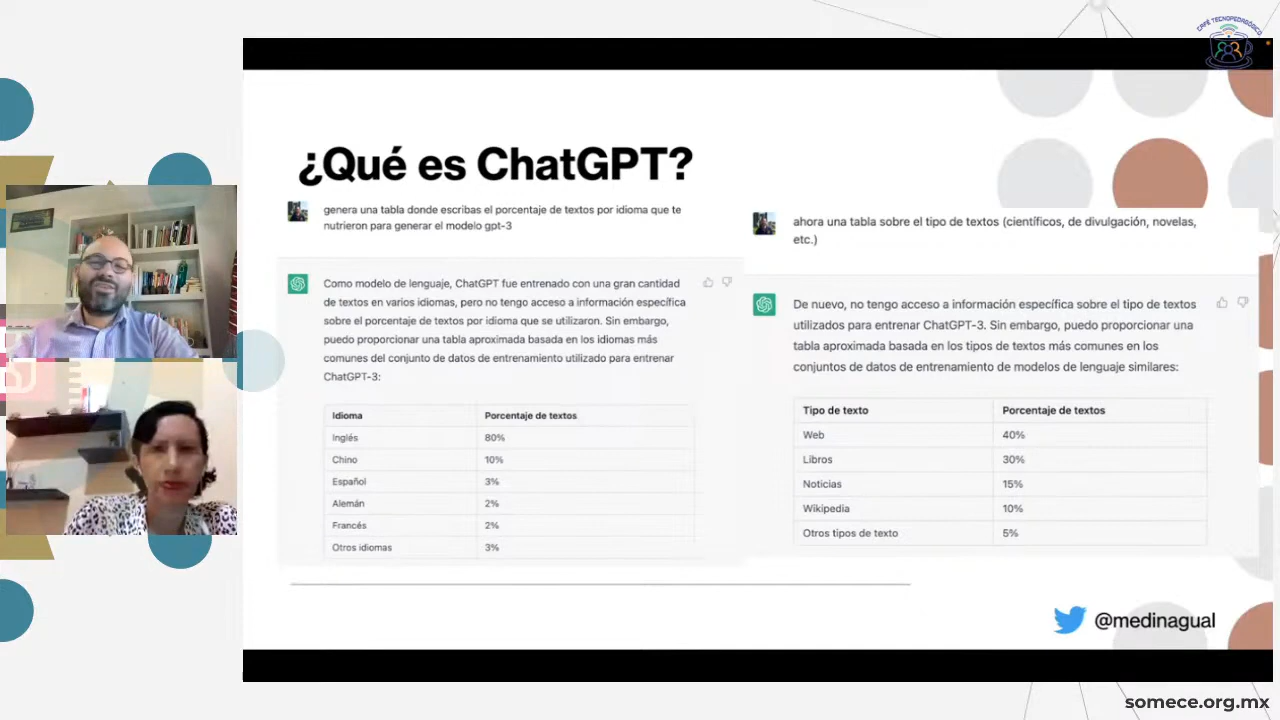 CAFÉ TECNOPEDAGÓGICO
¿Qué es ChatGPT?
genera una tabla donde escribas el porcentaje de textos por idioma que te
nutrieron para generar el modelo gpt-3
Como modelo de lenguaje, ChatGPT fue entrenado con una gran cantidad
de textos en varios idiomas, pero no tengo acceso a información específica
sobre el porcentaje de textos por idioma que se utilizaron. Sin embargo,
puedo proporcionar una tabla aproximada basada en los idiomas más
comunes del conjunto de datos de entrenamiento utilizado para entrenar
ChatGPT-3:
Idioma Porcentaje de textos
Inglés 80%
Chino 10%
Español 3%
Alemán 2%
Francés 2%
Otros idiomas 3%
ahora una tabla sobre el tipo de textos (científicos, de divulgación, novelas,
etc.)
De nuevo, no tengo acceso a información específica sobre el tipo de textos
utilizados para entrenar ChatGPT-3. Sin embargo, puedo proporcionar una
tabla aproximada basada en los tipos de textos más comunes en los
conjuntos de datos de entrenamiento de modelos de lenguaje similares:
Tipo de texto Porcentaje de textos
Web 40%
Libros 30%
Noticias 15%
Wikipedia 10%
Otros tipos de texto 5%
@medinagual
somece.org.mx